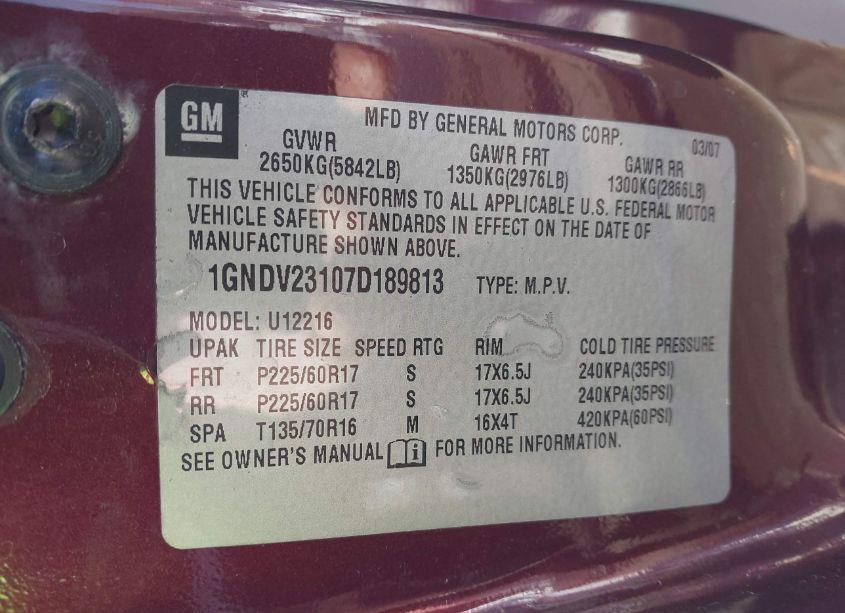 GM
MFD BY GENERAL MOTORS CORP. 03/07
GVWR GAWR FRT GAWR RR
2650KG(5842LB) 1350KG(2976LB) 1300KG(2866LB)
THIS VEHICLE CONFORMS TO ALL APPLICABLE U.S. FEDERAL MOTOR
VEHICLE SAFETY STANDARDS IN EFFECT ON THE DATE OF
MANUFACTURE SHOWN ABOVE.
1GNDV23107D189813 TYPE: M.P.V.
MODEL: U12216
UPAK TIRE SIZE SPEED RTG RIM COLD TIRE PRESSURE
FRT P225/60R17 S 17X6.5J 240KPA(35PSI)
RR P225/60R17 S 17X6.5J 240KPA(35PSI)
SPA T135/70R16 M 16X4T 420KPA(60PSI)
SEE OWNER'S MANUAL i FOR MORE INFORMATION.